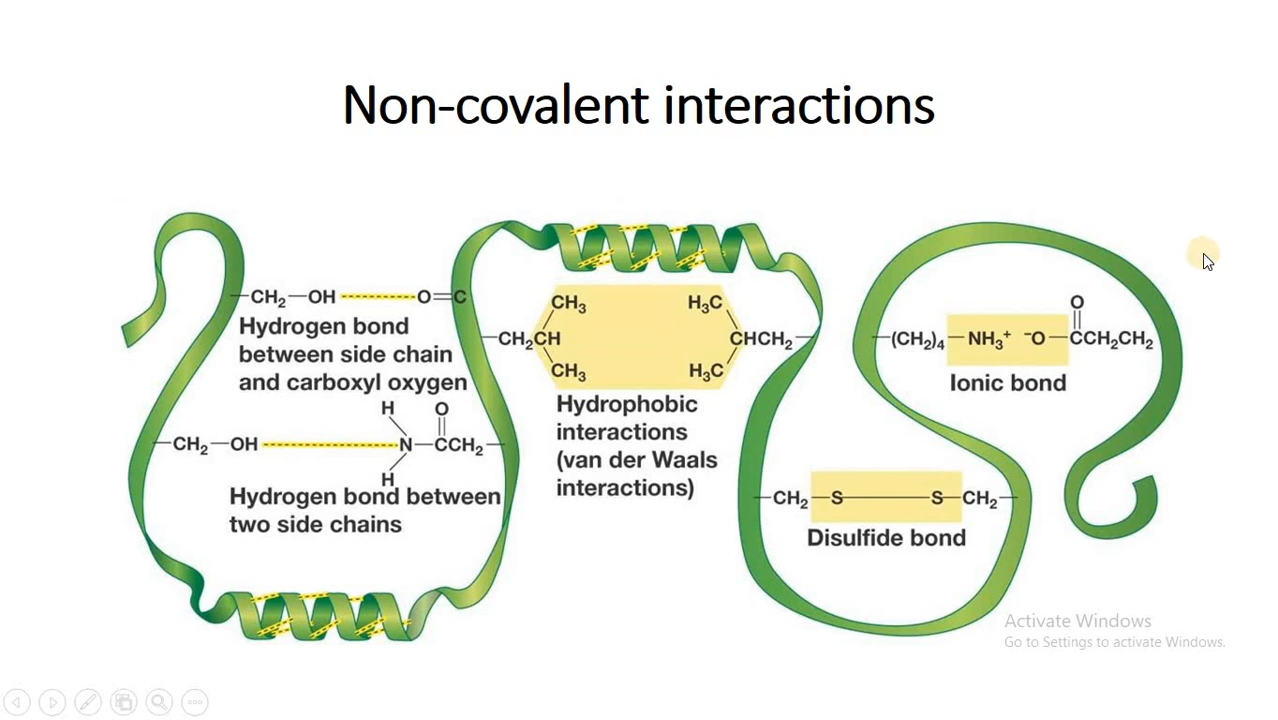 Non-covalent interactions
CH₂—OH O=C
Hydrogen bond
between side chain
and carboxyl oxygen
H O
CH₂—OH N—CCH₂
H
Hydrogen bond between
two side chains
CH₃ H₃C
CH₂CH CHCH₂
CH₃ H₃C
Hydrophobic
interactions
(van der Waals
interactions)
O
(CH₂)₄—NH₃⁺ ⁻O—CCH₂CH₂
Ionic bond
CH₂—S—S—CH₂
Disulfide bond
Activate Windows
Go to Settings to activate Windows.